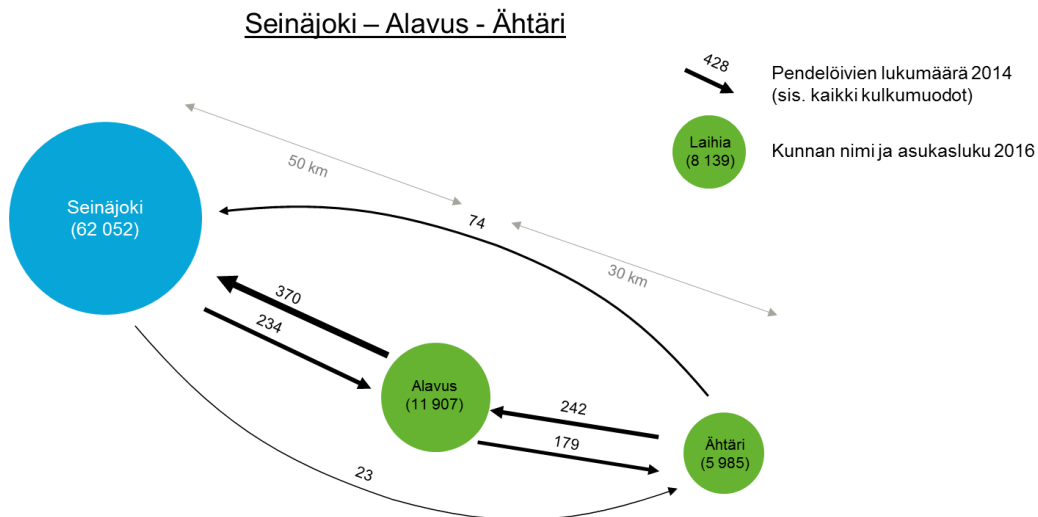 Seinäjoki – Alavus - Ähtäri
428
Pendelöivien lukumäärä 2014
(sis. kaikki kulkumuodot)
Laihia
(8 139)
Kunnan nimi ja asukasluku 2016
50 km
Seinäjoki
(62 052)
74
30 km
370
234
Alavus
(11 907)
242
179
Ähtäri
(5 985)
23